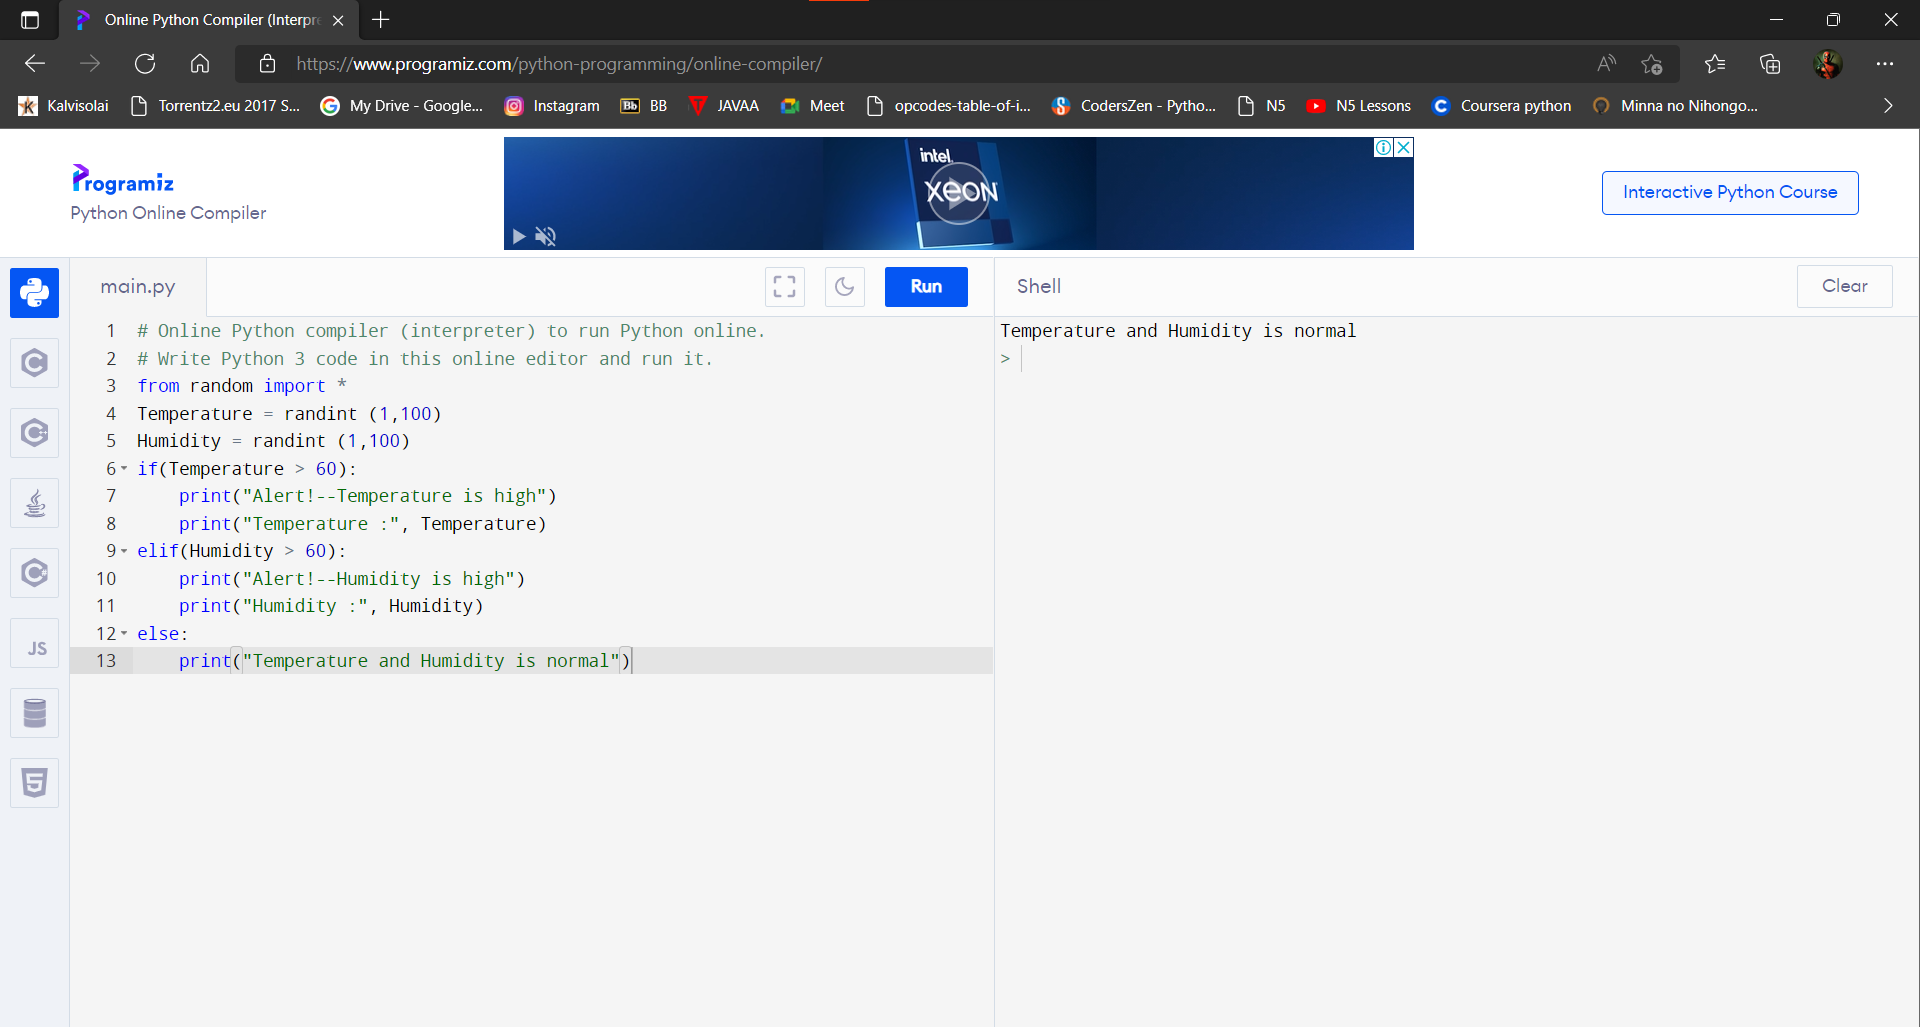 Online Python Compiler (Interpre
https://www.programiz.com/python-programming/online-compiler/
Kalvisolai Torrentz2.eu 2017 S... My Drive - Google... Instagram Bb BB JAVAA Meet opcodes-table-of-i... CodersZen - Pytho... N5 N5 Lessons Coursera python Minna no Nihongo...
Programiz
Python Online Compiler
intel.
XEON
Interactive Python Course
main.py
Run
Shell
Clear
1 # Online Python compiler (interpreter) to run Python online.
2 # Write Python 3 code in this online editor and run it.
3 from random import *
4 Temperature = randint (1,100)
5 Humidity = randint (1,100)
6 if(Temperature > 60):
7     print("Alert!--Temperature is high")
8     print("Temperature :", Temperature)
9 elif(Humidity > 60):
10     print("Alert!--Humidity is high")
11     print("Humidity :", Humidity)
12 else:
13     print("Temperature and Humidity is normal")
Temperature and Humidity is normal
>
JS